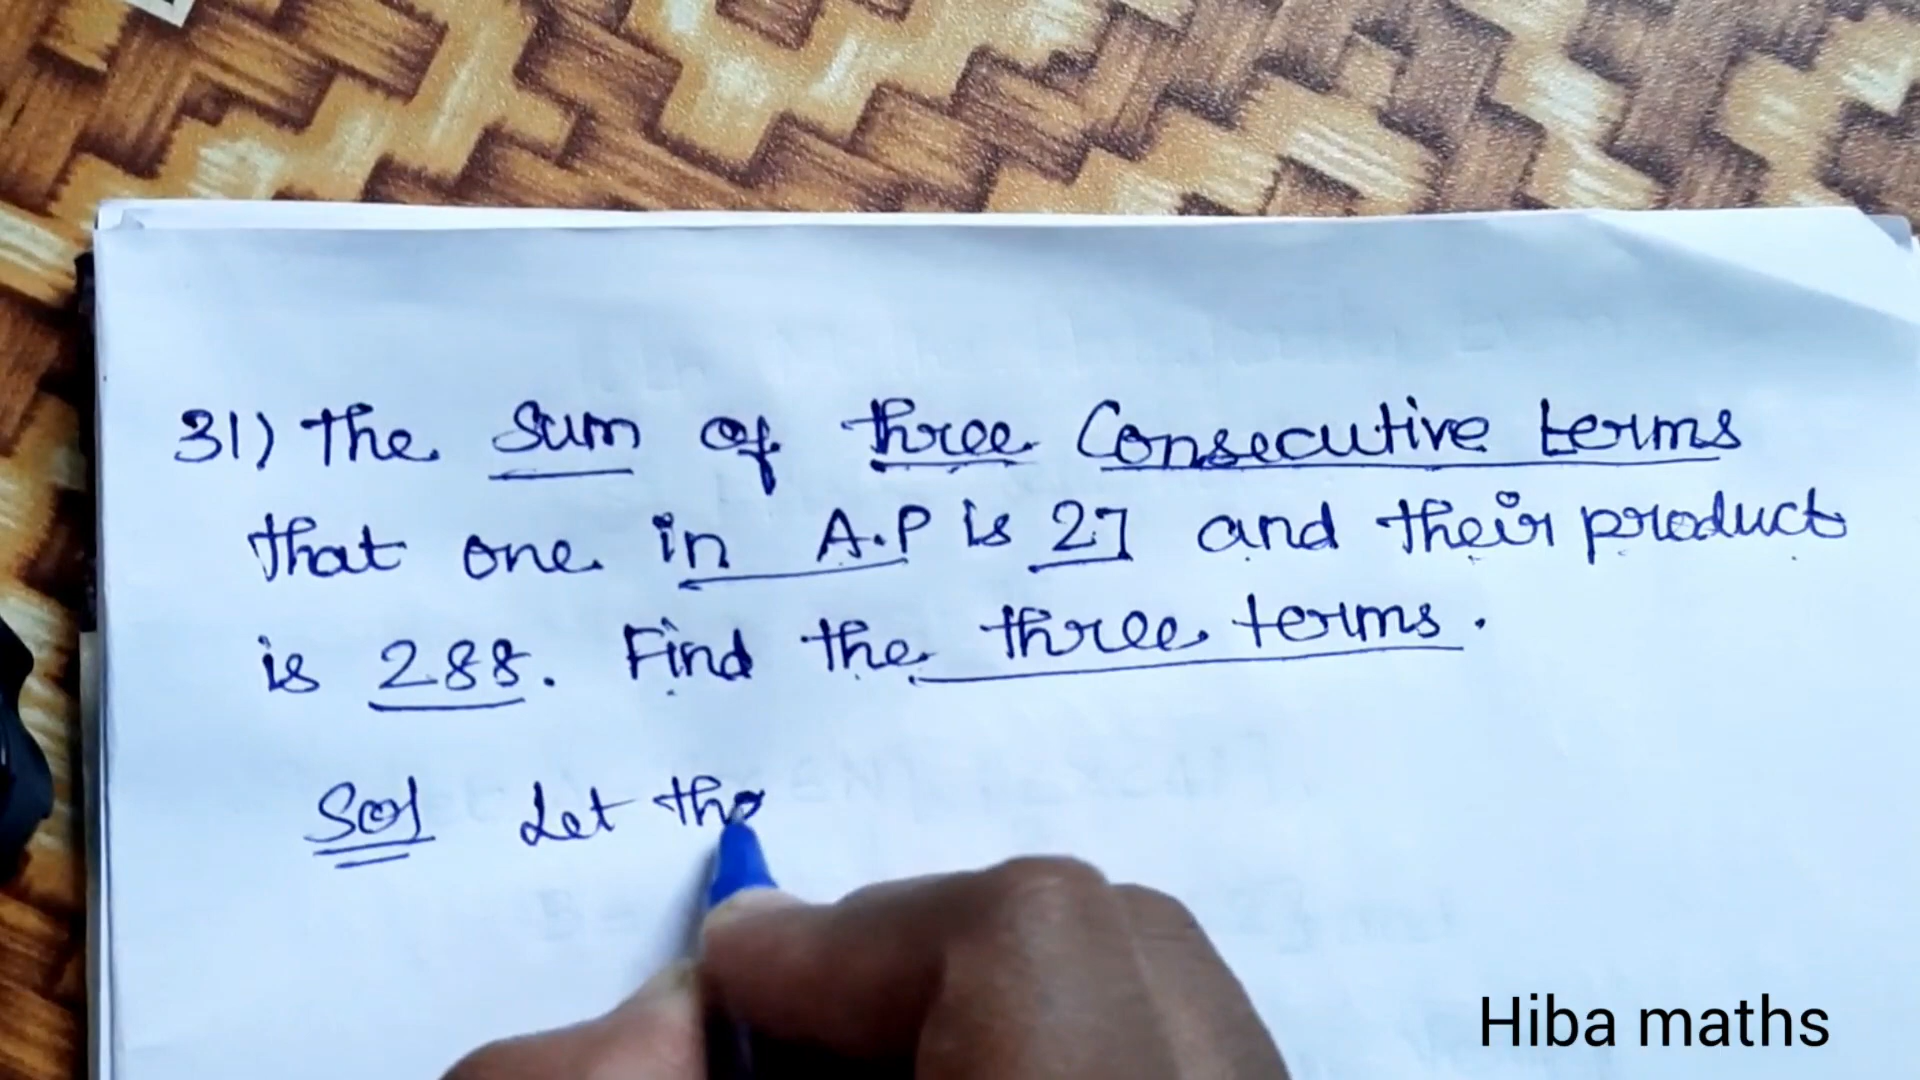 31) The sum of three Consecutive terms
that one in A.P is 27 and their product
is 288. Find the three terms.
Sol Let the
Hiba maths